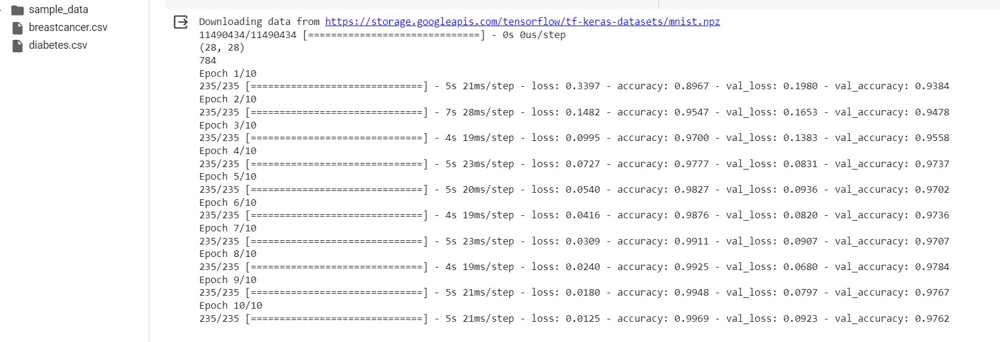 sample_data
breastcancer.csv
diabetes.csv
Downloading data from https://storage.googleapis.com/tensorflow/tf-keras-datasets/mnist.npz
11490434/11490434 [==============================] - 0s 0us/step
(28, 28)
784
Epoch 1/10
235/235 [==============================] - 5s 21ms/step - loss: 0.3397 - accuracy: 0.8967 - val_loss: 0.1980 - val_accuracy: 0.9384
Epoch 2/10
235/235 [==============================] - 7s 28ms/step - loss: 0.1482 - accuracy: 0.9547 - val_loss: 0.1653 - val_accuracy: 0.9478
Epoch 3/10
235/235 [==============================] - 4s 19ms/step - loss: 0.0995 - accuracy: 0.9700 - val_loss: 0.1383 - val_accuracy: 0.9558
Epoch 4/10
235/235 [==============================] - 5s 23ms/step - loss: 0.0727 - accuracy: 0.9777 - val_loss: 0.0831 - val_accuracy: 0.9737
Epoch 5/10
235/235 [==============================] - 5s 20ms/step - loss: 0.0540 - accuracy: 0.9827 - val_loss: 0.0936 - val_accuracy: 0.9702
Epoch 6/10
235/235 [==============================] - 4s 19ms/step - loss: 0.0416 - accuracy: 0.9876 - val_loss: 0.0820 - val_accuracy: 0.9736
Epoch 7/10
235/235 [==============================] - 5s 23ms/step - loss: 0.0309 - accuracy: 0.9911 - val_loss: 0.0907 - val_accuracy: 0.9707
Epoch 8/10
235/235 [==============================] - 4s 19ms/step - loss: 0.0240 - accuracy: 0.9925 - val_loss: 0.0680 - val_accuracy: 0.9784
Epoch 9/10
235/235 [==============================] - 5s 21ms/step - loss: 0.0180 - accuracy: 0.9948 - val_loss: 0.0797 - val_accuracy: 0.9767
Epoch 10/10
235/235 [==============================] - 5s 21ms/step - loss: 0.0125 - accuracy: 0.9969 - val_loss: 0.0923 - val_accuracy: 0.9762